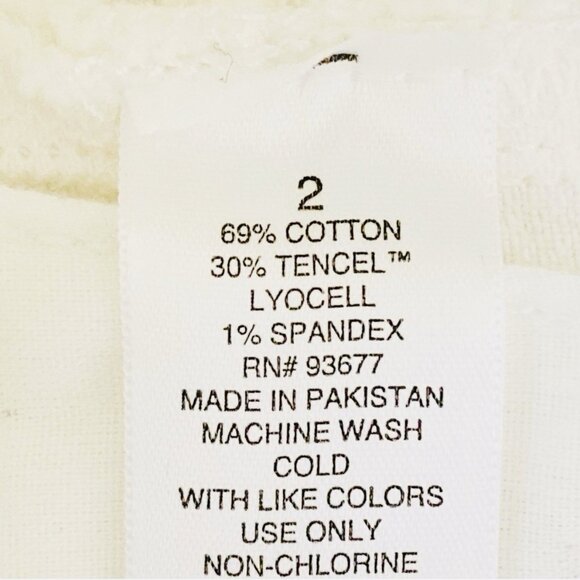 2
69% COTTON
30% TENCEL™
LYOCELL
1% SPANDEX
RN# 93677
MADE IN PAKISTAN
MACHINE WASH
COLD
WITH LIKE COLORS
USE ONLY
NON-CHLORINE